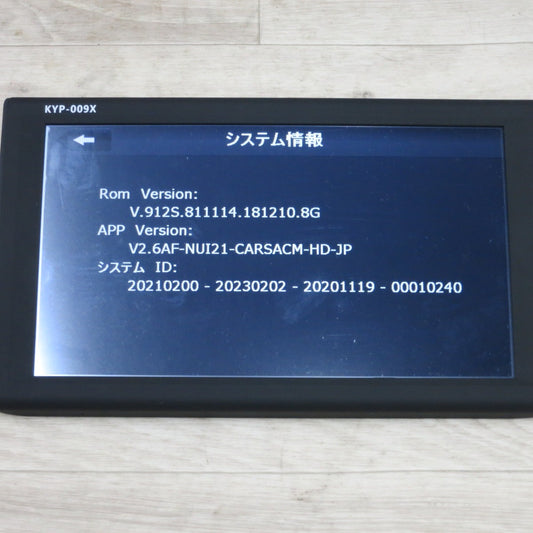 KYP-009X
システム情報
Rom Version:
V.912S.811114.181210.8G
APP Version:
V2.6AF-NUI21-CARSACM-HD-JP
システム ID:
20210200 - 20230202 - 20201119 - 00010240